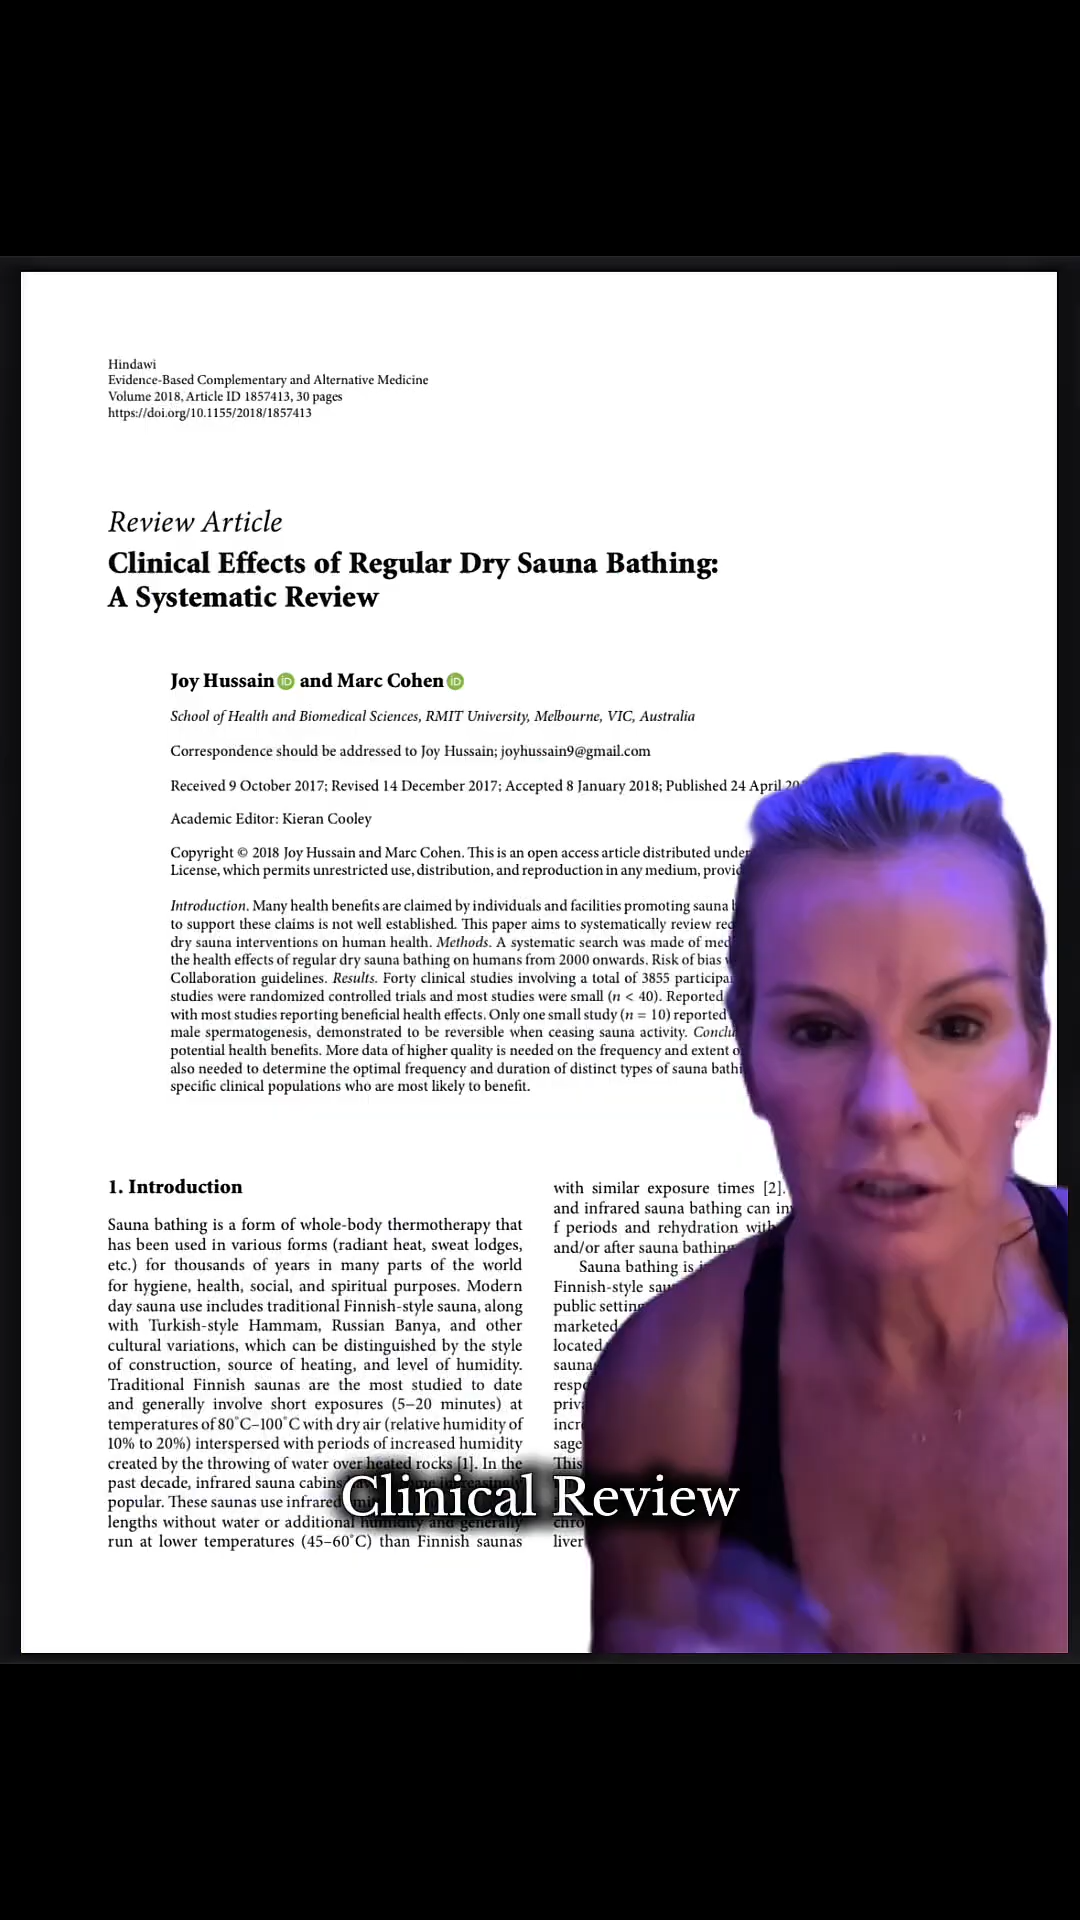 Hindawi
Evidence-Based Complementary and Alternative Medicine
Volume 2018, Article ID 1857413, 30 pages
https://doi.org/10.1155/2018/1857413
Review Article
Clinical Effects of Regular Dry Sauna Bathing:
A Systematic Review
Joy Hussain iD and Marc Cohen iD
School of Health and Biomedical Sciences, RMIT University, Melbourne, VIC, Australia
Correspondence should be addressed to Joy Hussain; joyhussain9@gmail.com
Received 9 October 2017; Revised 14 December 2017; Accepted 8 January 2018; Published 24 April
Academic Editor: Kieran Cooley
Copyright © 2018 Joy Hussain and Marc Cohen. This is an open access article distributed under
License, which permits unrestricted use, distribution, and reproduction in any medium,
Introduction. Many health benefits are claimed by individuals and facilities promoting sauna
to support these claims is not well established. This paper aims to systematically review
dry sauna interventions on human health. Methods. A systematic search was made of
the health effects of regular dry sauna bathing on humans from 2000 onwards. Risk of bias
Collaboration guidelines. Results. Forty clinical studies involving a total of 3855
studies were randomized controlled trials and most studies were small (n < 40). Reported
with most studies reporting beneficial health effects. Only one small study (n = 10) reported
male spermatogenesis, demonstrated to be reversible when ceasing sauna activity.
potential health benefits. More data of higher quality is needed on the frequency and extent
also needed to determine the optimal frequency and duration of distinct types of sauna
specific clinical populations who are most likely to benefit.
1. Introduction
Sauna bathing is a form of whole-body thermotherapy that
has been used in various forms (radiant heat, sweat lodges,
etc.) for thousands of years in many parts of the world
for hygiene, health, social, and spiritual purposes. Modern
day sauna use includes traditional Finnish-style sauna, along
with Turkish-style Hammam, Russian Banya, and other
cultural variations, which can be distinguished by the style
of construction, source of heating, and level of humidity.
Traditional Finnish saunas are the most studied to date
and generally involve short exposures (5–20 minutes) at
temperatures of 80°C–100°C with dry air (relative humidity of
10% to 20%) interspersed with periods of increased humidity
created by the throwing of water over heated rocks [1]. In the
past decade, infrared sauna cabins have become increasingly
popular. These saunas use infrared
lengths without water or additional humidity and generally
run at lower temperatures (45–60°C) than Finnish saunas
with similar exposure times [2].
and infrared sauna bathing can
f periods and rehydration
and/or after sauna bathing
Sauna bathing is
Finnish-style
public
marketed
located
Clinical Review